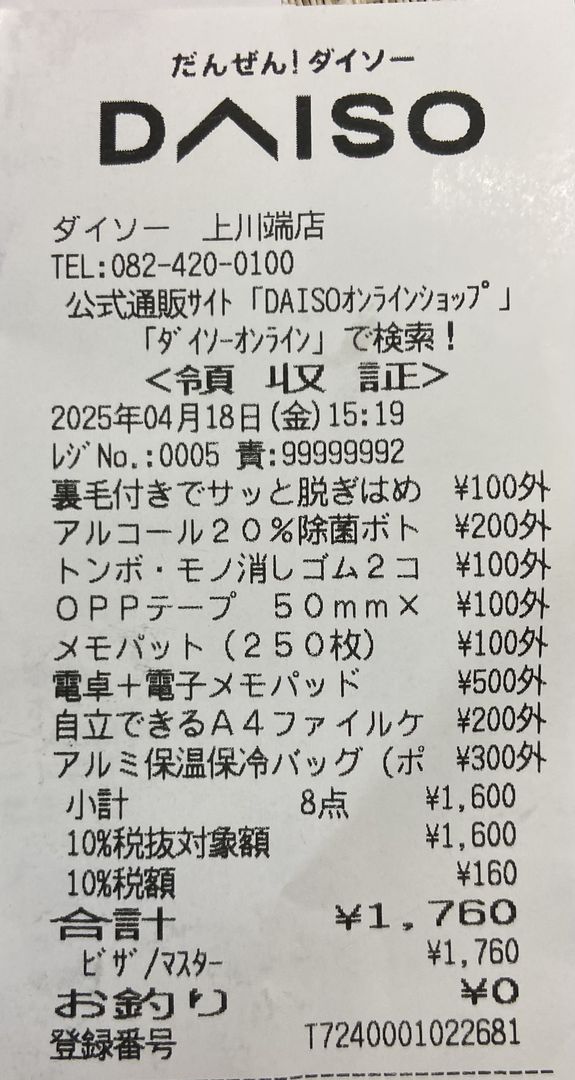 だんぜん!ダイソー
DAISO
ダイソー 上川端店
TEL:082-420-0100
公式通販サイト「DAISOオンラインショップ」
「ダイソーオンライン」で検索!
<領 収 証>
2025年04月18日(金)15:19
レジNo.:0005 責:99999992
裏毛付きでサッと脱ぎはめ ¥100外
アルコール20%除菌ボト ¥200外
トンボ・モノ消しゴム2コ ¥100外
OPPテープ 50mm× ¥100外
メモパット(250枚) ¥100外
電卓+電子メモパッド ¥500外
自立できるA4ファイルケ ¥200外
アルミ保温保冷バッグ(ポ ¥300外
小計 8点 ¥1,600
10%税抜対象額 ¥1,600
10%税額 ¥160
合計 ¥1,760
ビザ/マスター ¥1,760
お釣り ¥0
登録番号 T7240001022681